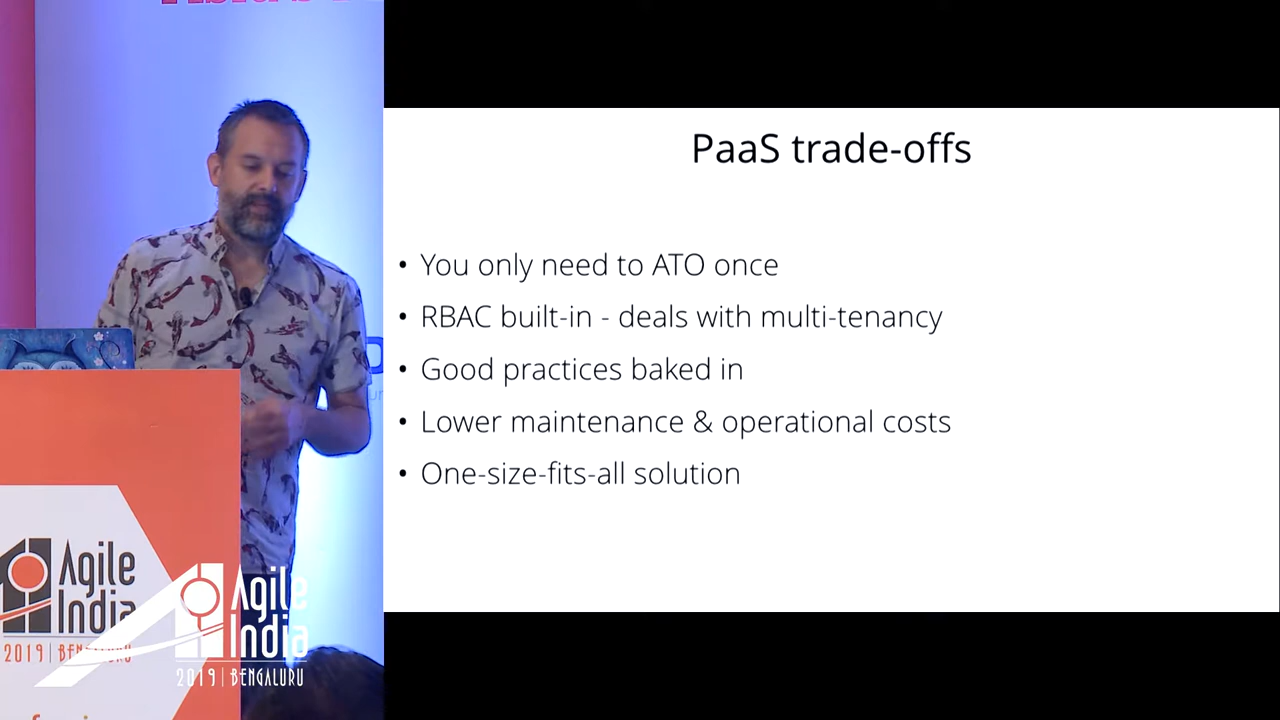 PaaS trade-offs
• You only need to ATO once
• RBAC built-in - deals with multi-tenancy
• Good practices baked in
• Lower maintenance & operational costs
• One-size-fits-all solution
Agile
India
2019 | BENGALURU
Agile
India
2019 | BENGALURU